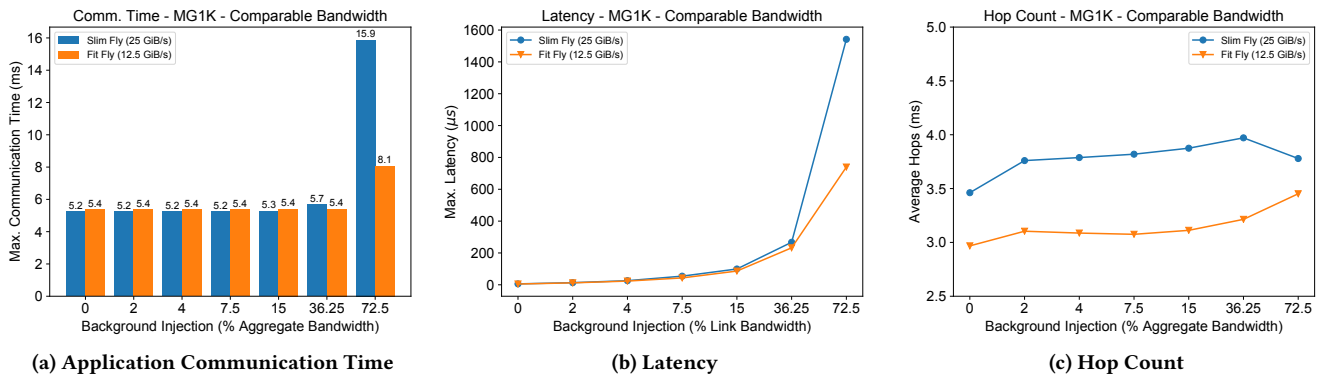 Comm. Time - MG1K - Comparable Bandwidth
Slim Fly (25 GiB/s)
Fit Fly (12.5 GiB/s)
Max. Communication Time (ms)
16
14
12
10
8
6
4
2
0
5.2 5.4 5.2 5.4 5.2 5.4 5.2 5.4 5.3 5.4 5.7 5.4 15.9 8.1
0 2 4 7.5 15 36.25 72.5
Background Injection (% Aggregate Bandwidth)
(a) Application Communication Time
Latency - MG1K - Comparable Bandwidth
Slim Fly (25 GiB/s)
Fit Fly (12.5 GiB/s)
Max. Latency (μs)
1600
1400
1200
1000
800
600
400
200
0
0 2 4 7.5 15 36.25 72.5
Background Injection (% Link Bandwidth)
(b) Latency
Hop Count - MG1K - Comparable Bandwidth
Slim Fly (25 GiB/s)
Fit Fly (12.5 GiB/s)
Average Hops (ms)
5.0
4.5
4.0
3.5
3.0
2.5
0 2 4 7.5 15 36.25 72.5
Background Injection (% Aggregate Bandwidth)
(c) Hop Count